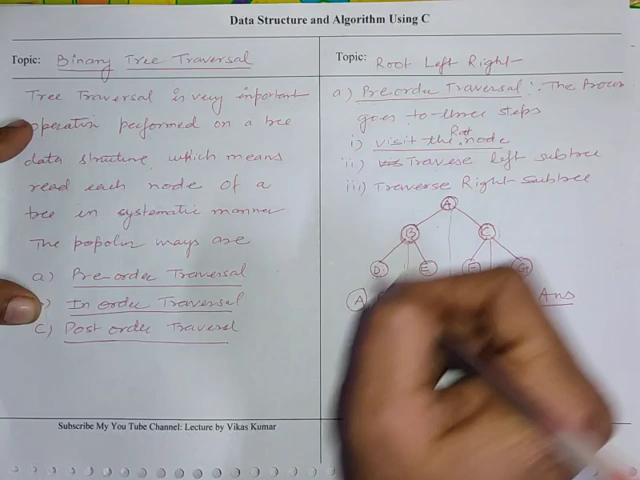 Data Structure and Algorithm Using C
Topic: Binary Tree Traversal
Tree Traversal is very important
operatin performed on a tree
data structure which means
read each node of a
tree in systematic manner
The popular ways are
a) Pre-order Traversal
) In order Traversal
c) Post order Traversal
Subscribe My You Tube Channel: Lecture by Vikas Kumar
Topic: Root Left Right-
a) Pre order Traversal :- The
goes to three steps
i) visit the Root node
ii) Travese left subtree
iii) Traverse Right Subtree
A
B C
D E F G
A Ans